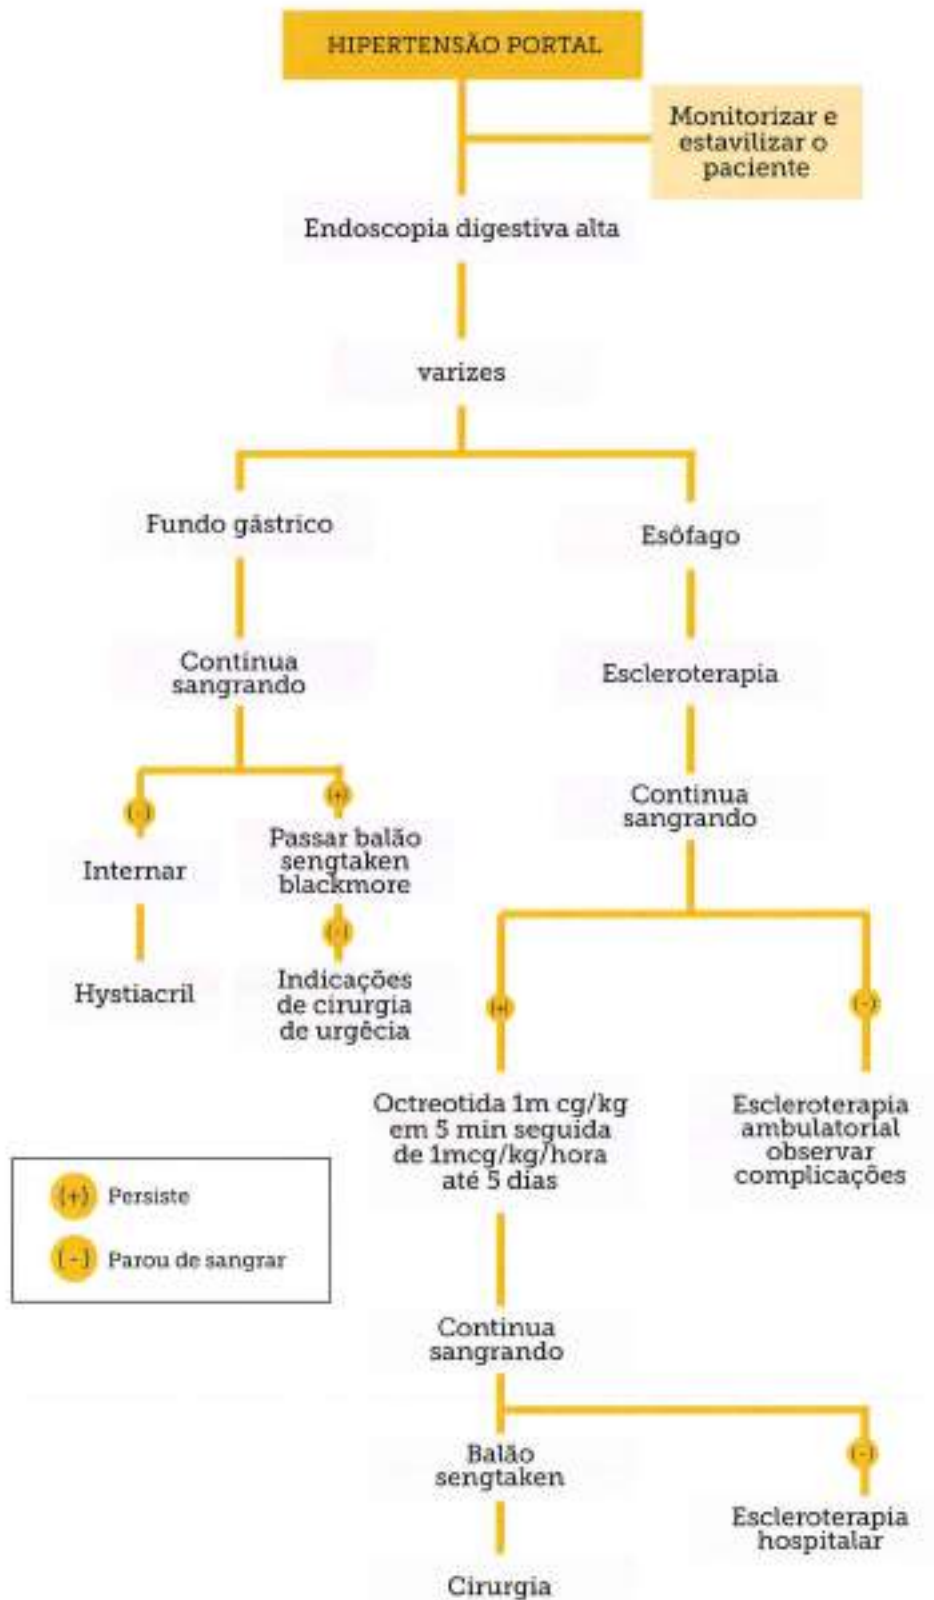 HIPERTENSÃO PORTAL
Monitorizar e
estavilizar o
paciente
Endoscopia digestiva alta
varizes
Fundo gástrico
Esôfago
Continua
sangrando
Escleroterapia
(-)
(+)
Continua
sangrando
Internar
Passar balão
sengtaken
blackmore
(-)
Hystiacril
Indicações
de cirurgia
de urgêcia
(+)
(-)
Octreotida 1m cg/kg
em 5 min seguida
de 1mcg/kg/hora
até 5 dias
Escleroterapia
ambulatorial
observar
complicações
(+) Persiste
(-) Parou de sangrar
Continua
sangrando
Balão
sengtaken
(-)
Escleroterapia
hospitalar
Cirurgia